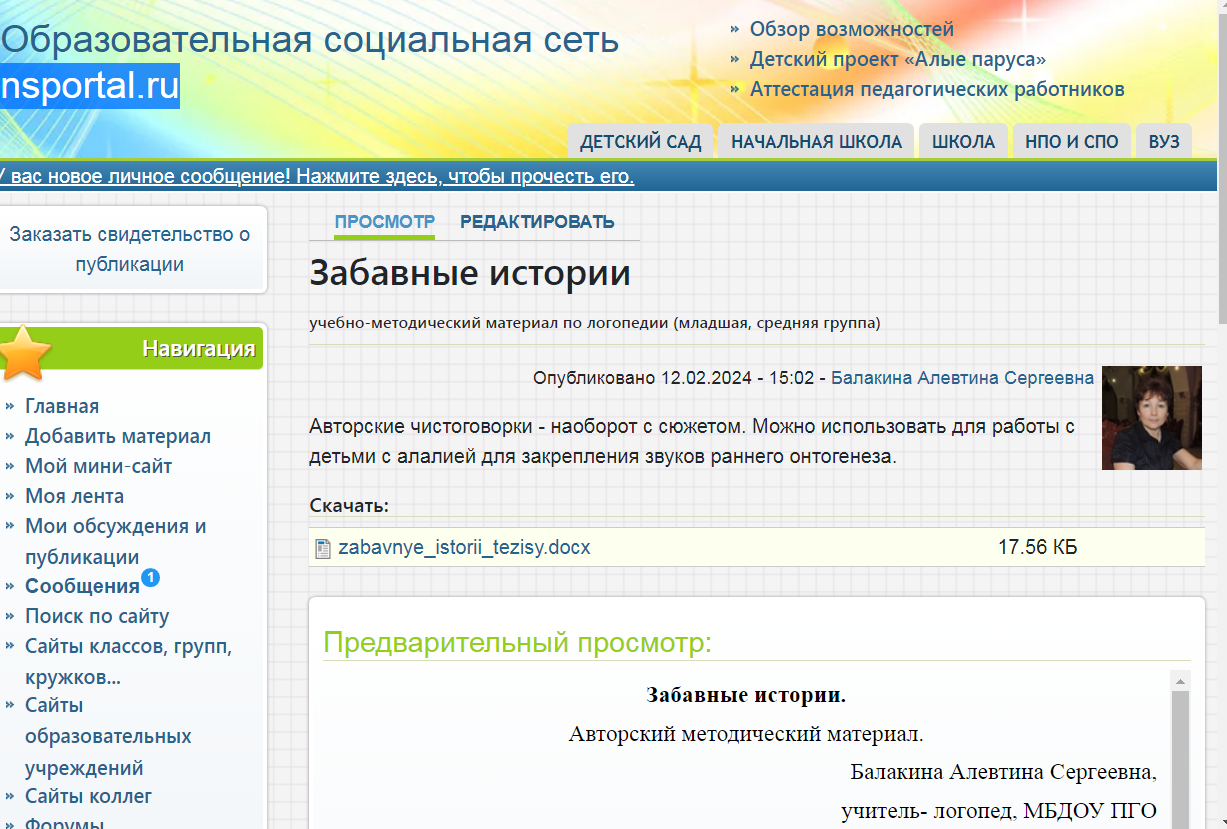 Образовательная социальная сеть
nsportal.ru
» Обзор возможностей
» Детский проект «Алые паруса»
» Аттестация педагогических работников
ДЕТСКИЙ САД НАЧАЛЬНАЯ ШКОЛА ШКОЛА НПО И СПО ВУЗ
У вас новое личное сообщение! Нажмите здесь, чтобы прочесть его.
Заказать свидетельство о
публикации
Навигация
» Главная
» Добавить материал
» Мой мини-сайт
» Моя лента
» Мои обсуждения и
публикации
» Сообщения 1
» Поиск по сайту
» Сайты классов, групп,
кружков...
» Сайты
образовательных
учреждений
» Сайты коллег
» Форумы
ПРОСМОТР РЕДАКТИРОВАТЬ
Забавные истории
учебно-методический материал по логопедии (младшая, средняя группа)
Опубликовано 12.02.2024 - 15:02 - Балакина Алевтина Сергеевна
Авторские чистоговорки - наоборот с сюжетом. Можно использовать для работы с
детьми с алалией для закрепления звуков раннего онтогенеза.
Скачать:
zabavnye_istorii_tezisy.docx 17.56 КБ
Предварительный просмотр:
Забавные истории.
Авторский методический материал.
Балакина Алевтина Сергеевна,
учитель- логопед, МБДОУ ПГО